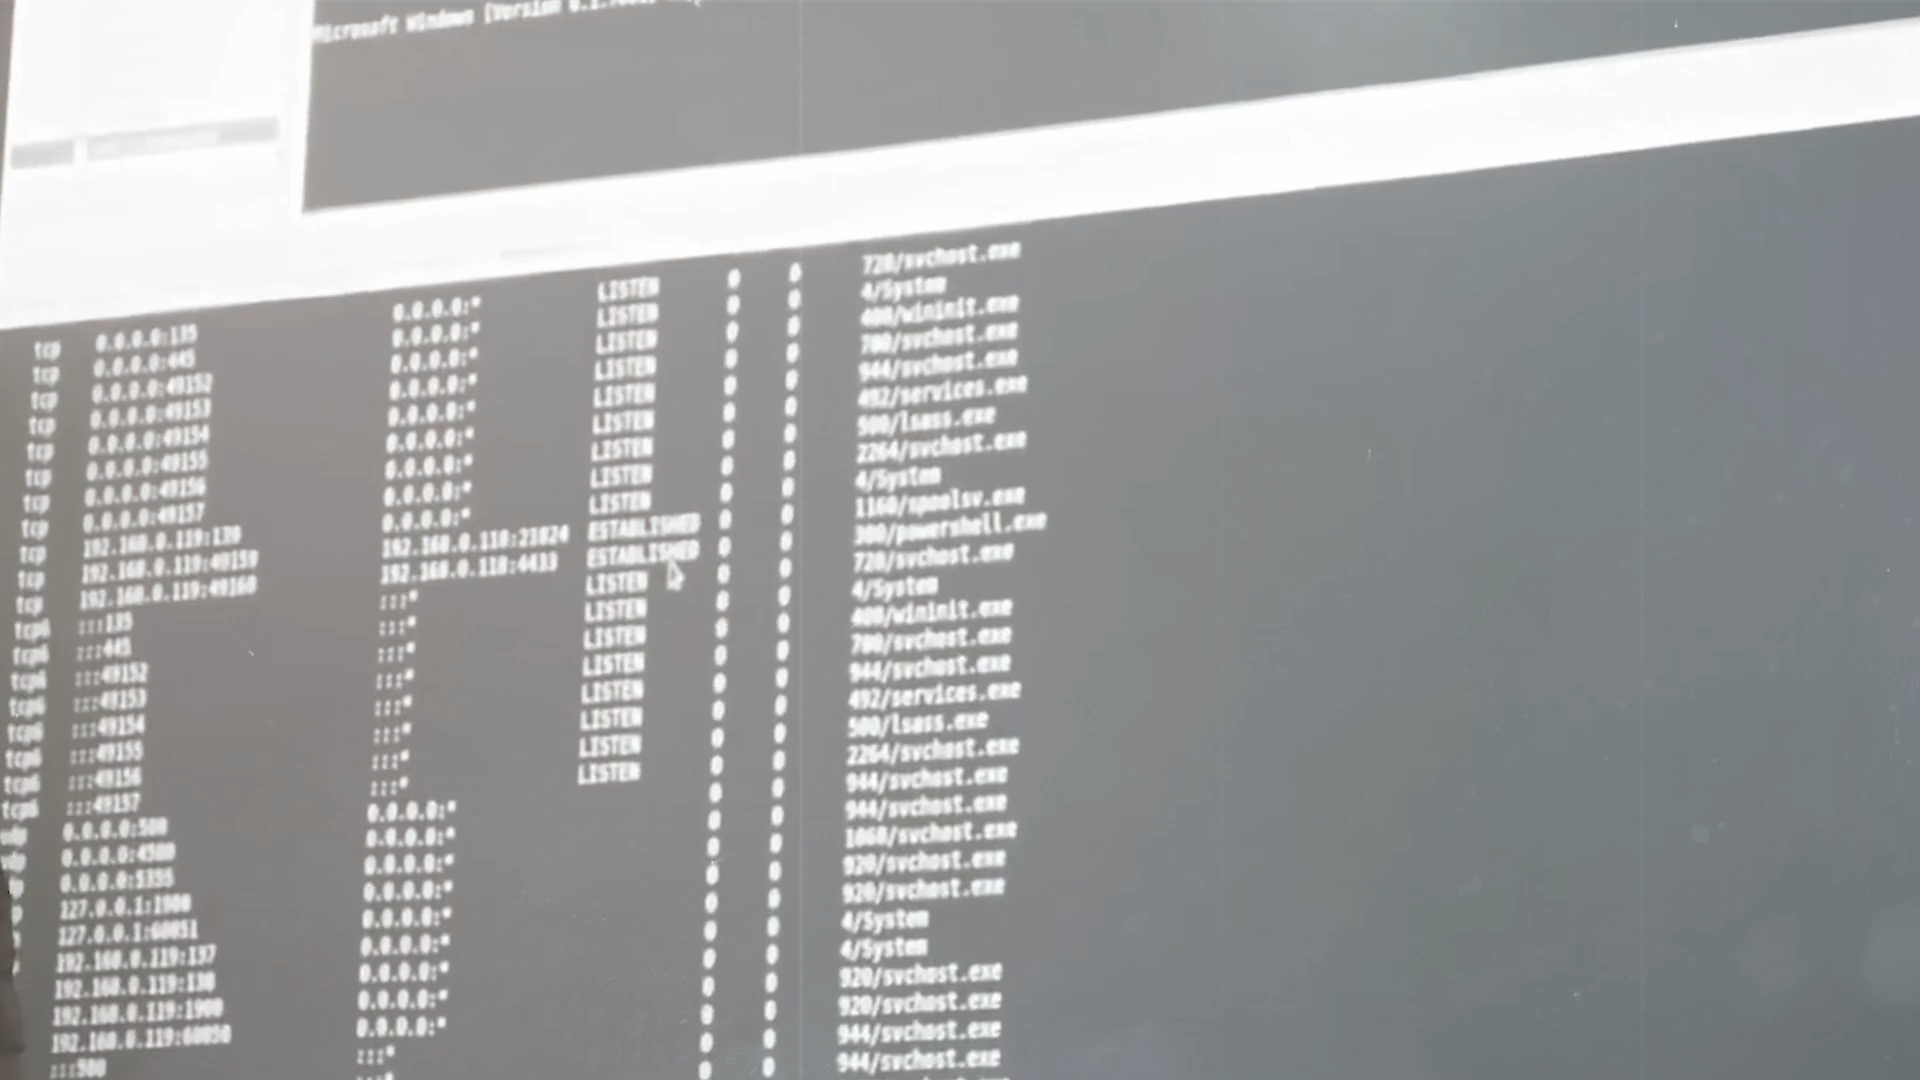 Microsoft Windows [Version 6.1.
tcp 0.0.0.0:135 0.0.0.0:* LISTEN 0 0 720/svchost.exe
tcp 0.0.0.0:445 0.0.0.0:* LISTEN 0 0 4/System
tcp 0.0.0.0:49152 0.0.0.0:* LISTEN 0 0 400/wininit.exe
tcp 0.0.0.0:49153 0.0.0.0:* LISTEN 0 0 780/svchost.exe
tcp 0.0.0.0:49154 0.0.0.0:* LISTEN 0 0 944/svchost.exe
tcp 0.0.0.0:49155 0.0.0.0:* LISTEN 0 0 492/services.exe
tcp 0.0.0.0:49156 0.0.0.0:* LISTEN 0 0 500/lsass.exe
tcp 0.0.0.0:49157 0.0.0.0:* LISTEN 0 0 2264/svchost.exe
tcp 192.168.0.119:139 0.0.0.0:* LISTEN 0 0 4/System
tcp 192.168.0.119:49159 192.168.0.118:21824 ESTABLISHED 0 0 1160/spoolsv.exe
tcp 192.168.0.119:49160 192.168.0.118:4433 ESTABLISHED 0 0 300/powershell.exe
tcp6 :::135 :::* LISTEN 0 0 720/svchost.exe
tcp6 :::445 :::* LISTEN 0 0 4/System
tcp6 :::49152 :::* LISTEN 0 0 400/wininit.exe
tcp6 :::49153 :::* LISTEN 0 0 780/svchost.exe
tcp6 :::49154 :::* LISTEN 0 0 944/svchost.exe
tcp6 :::49155 :::* LISTEN 0 0 492/services.exe
tcp6 :::49156 :::* LISTEN 0 0 500/lsass.exe
tcp6 :::49157 :::* LISTEN 0 0 2264/svchost.exe
udp 0.0.0.0:500 0.0.0.0:* 0 0 944/svchost.exe
udp 0.0.0.0:4500 0.0.0.0:* 0 0 944/svchost.exe
0.0.0.0:5355 0.0.0.0:* 0 0 1060/svchost.exe
127.0.0.1:1900 0.0.0.0:* 0 0 920/svchost.exe
127.0.0.1:60851 0.0.0.0:* 0 0 920/svchost.exe
192.168.0.119:137 0.0.0.0:* 0 0 4/System
192.168.0.119:138 0.0.0.0:* 0 0 4/System
192.168.0.119:1900 0.0.0.0:* 0 0 920/svchost.exe
192.168.0.119:60850 0.0.0.0:* 0 0 920/svchost.exe
:::500 :::* 0 0 944/svchost.exe
:::* 0 0 944/svchost.exe